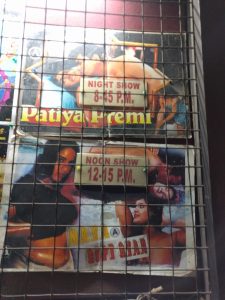 NIGHT SHOW
8-45 P.M.
Patiya Premi
NOON SHOW
12-15 P.M.
A